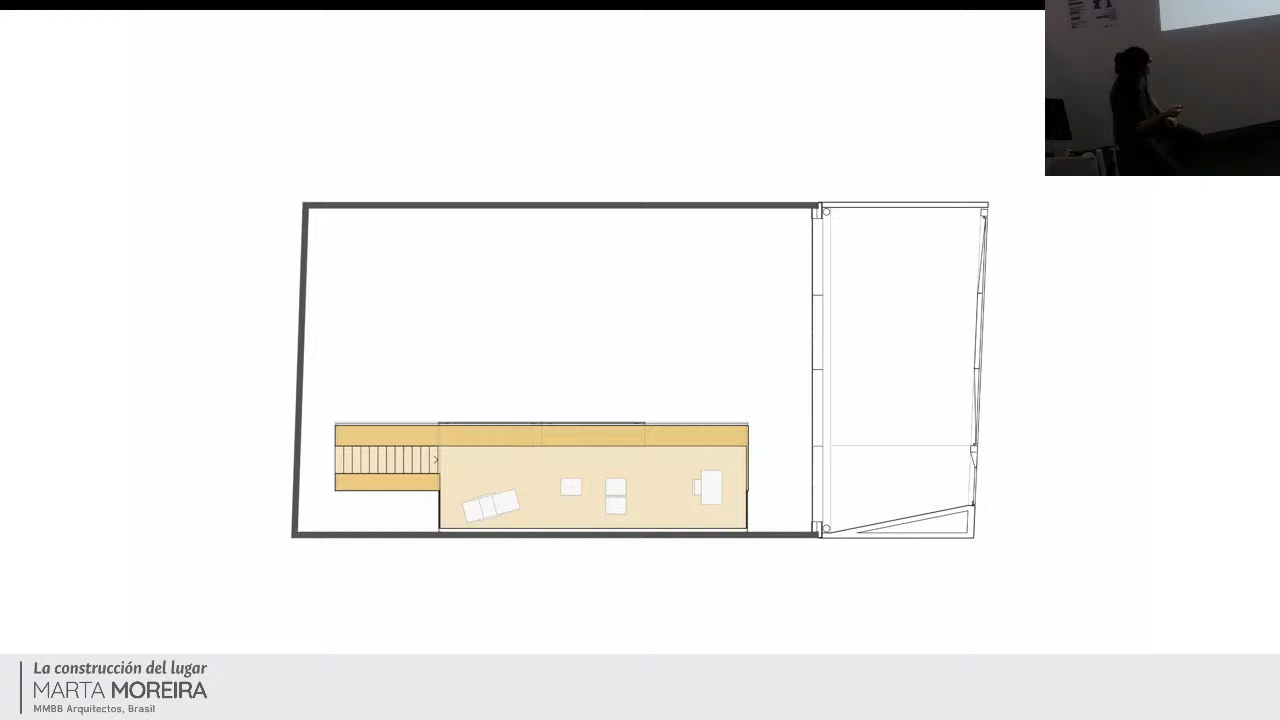 La construcción del lugar
MARTA MOREIRA
MMBB Arquitectos, Brasil